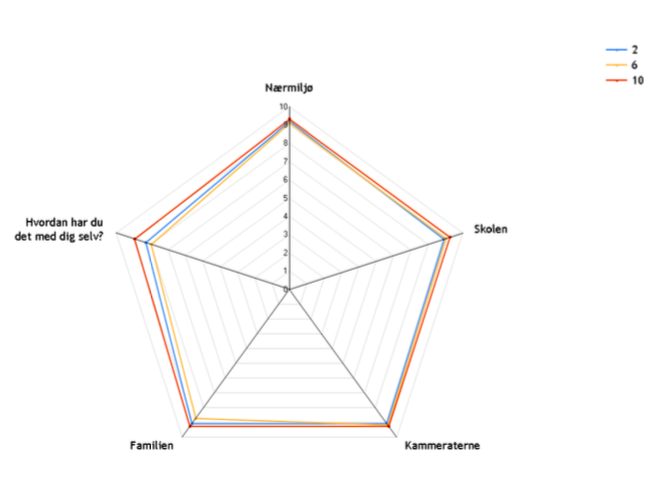 2
6
10
Nærmiljø
10
9
8
7
6
5
4
3
2
1
0
Hvordan har du
det med dig selv?
Skolen
Familien
Kammeraterne